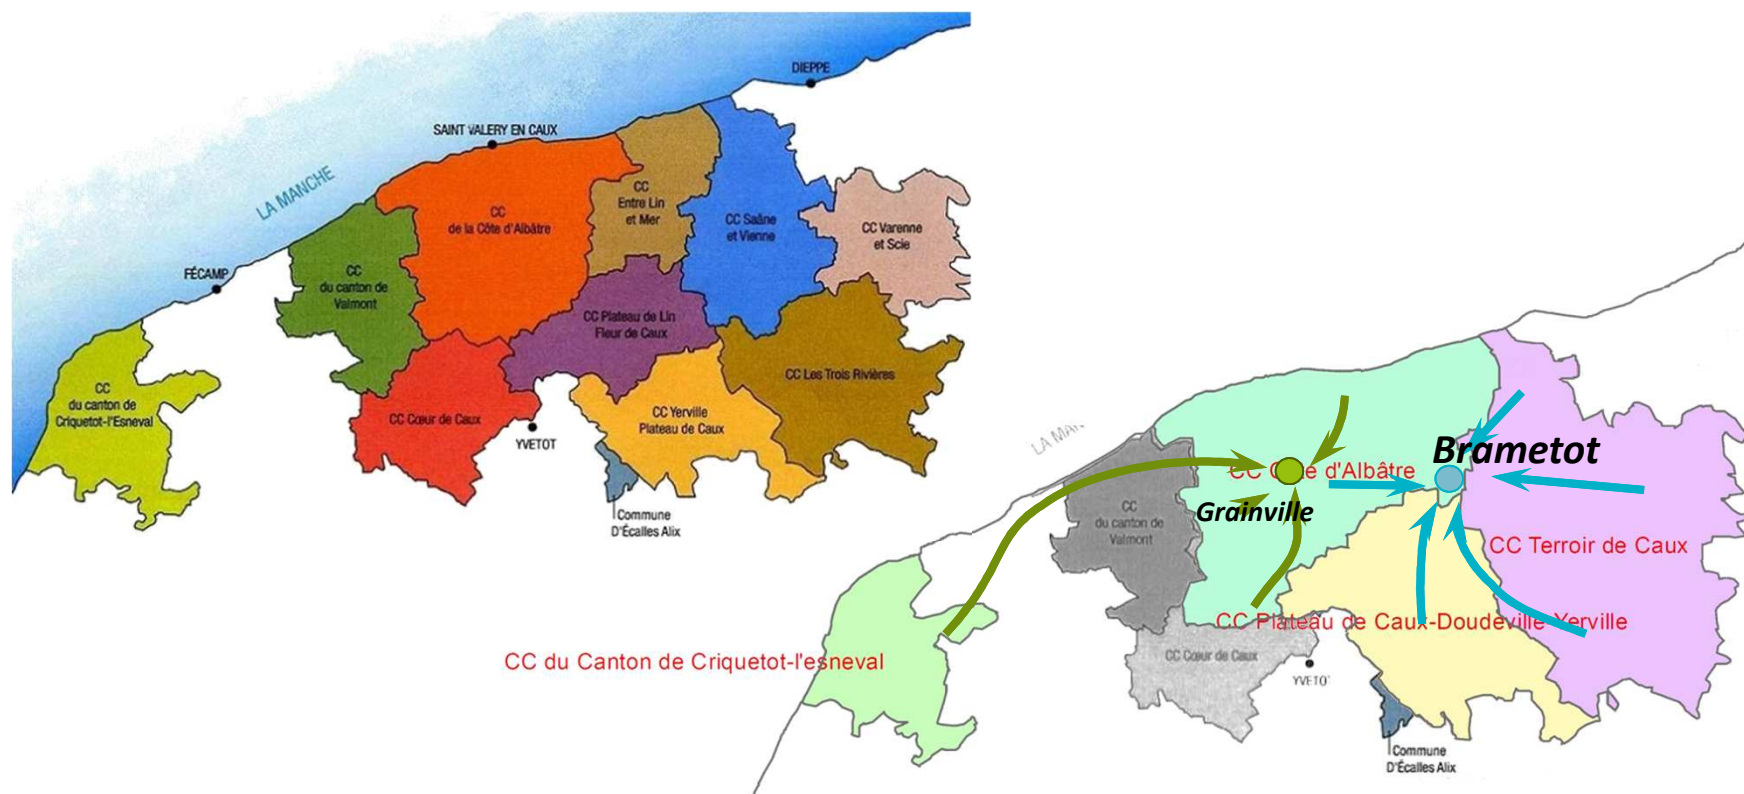 DIEPPE
SAINT VALERY EN CAUX
LA MANCHE
CC
Entre Lin
et Mer
CC
de la Côte d'Albâtre
CC Saâne
et Vienne
CC Varenne
et Scie
FÉCAMP
CC
du canton de
Valmont
CC Plateau de Lin
Fleur de Caux
CC Les Trois Rivières
CC
du canton de
Criquetot-l'Esneval
CC Cœur de Caux
CC Yerville
Plateau de Caux
YVETOT
Commune
D'Écalles Alix
LA MAN
Brametot
CC Côte d'Albâtre
Grainville
CC
du canton de
Valmont
CC Terroir de Caux
CC Plateau de Caux-Doudeville-Yerville
CC du Canton de Criquetot-l'esneval
CC Cœur de Caux
YVETO
Commune
D'Écalles Alix